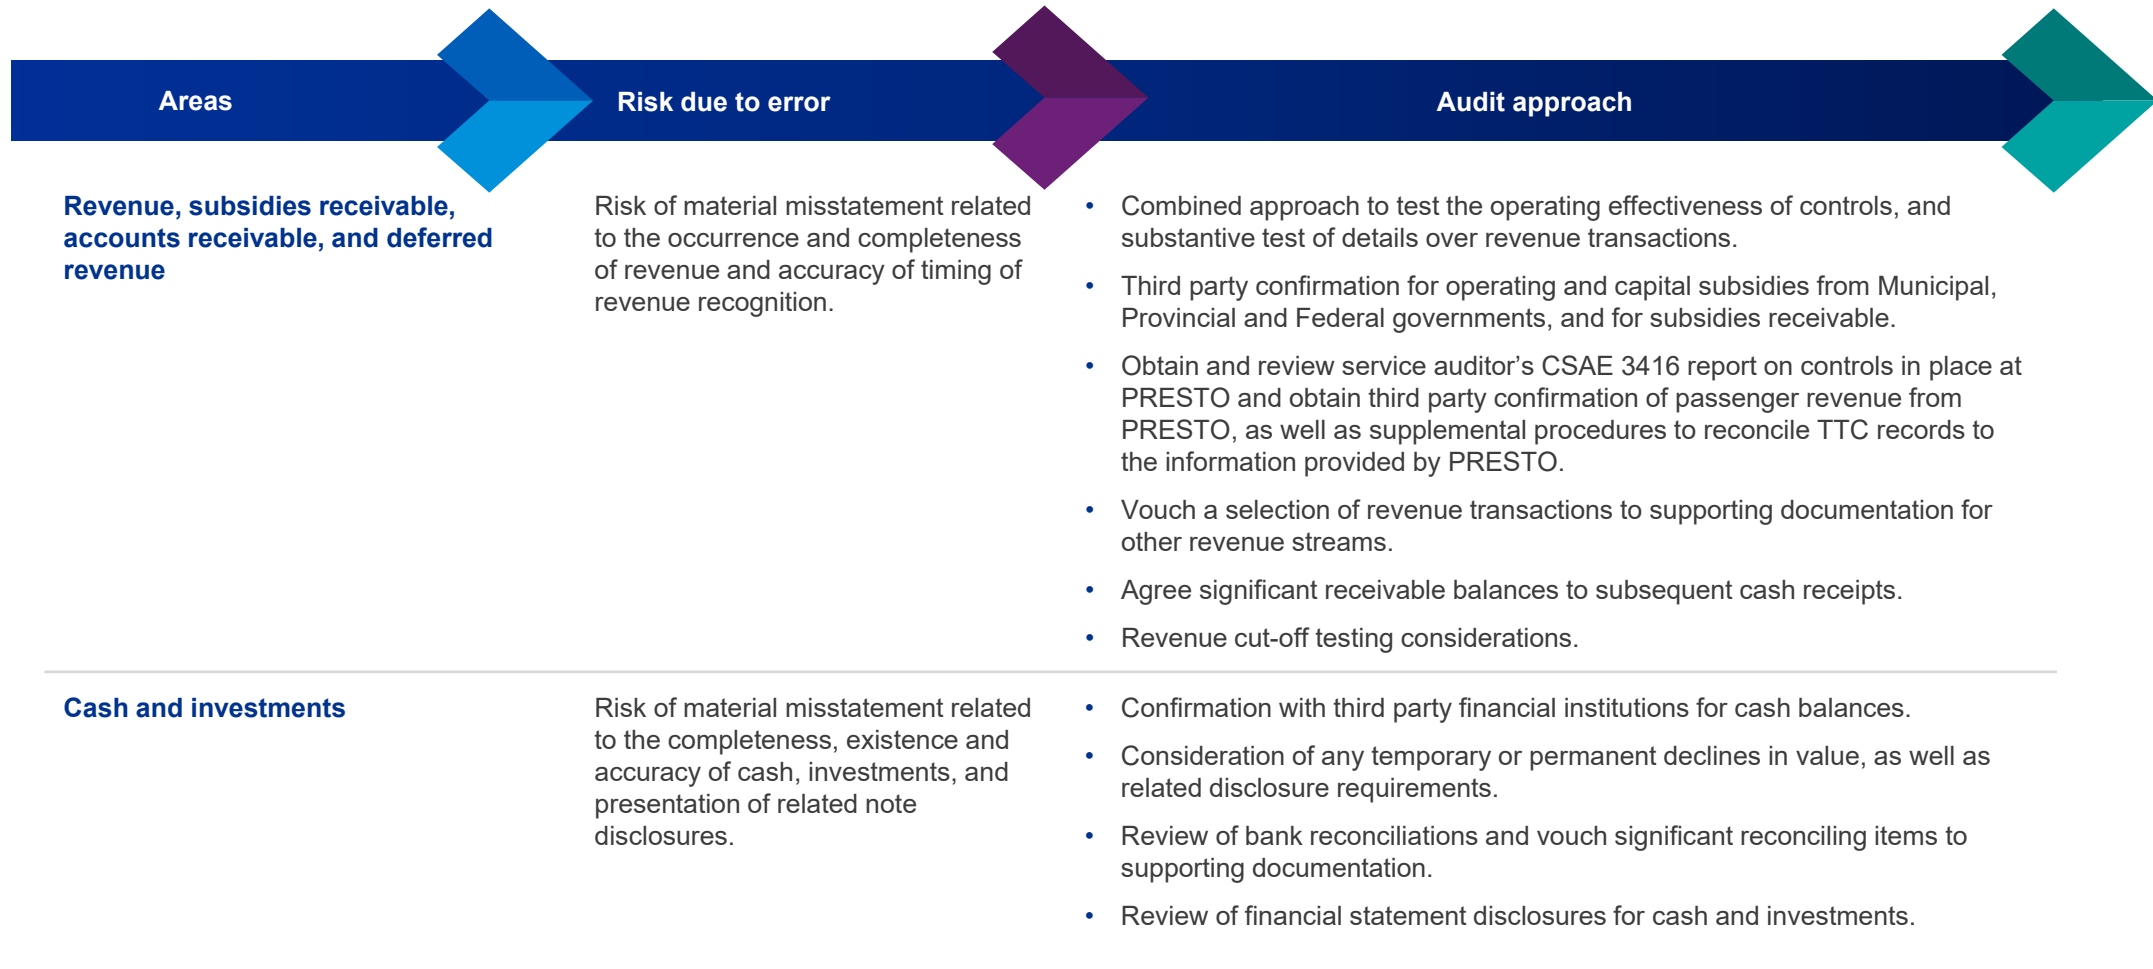 Areas
Risk due to error
Audit approach
Revenue, subsidies receivable,
accounts receivable, and deferred
revenue
Risk of material misstatement related
to the occurrence and completeness
of revenue and accuracy of timing of
revenue recognition.
• Combined approach to test the operating effectiveness of controls, and
substantive test of details over revenue transactions.
• Third party confirmation for operating and capital subsidies from Municipal,
Provincial and Federal governments, and for subsidies receivable.
• Obtain and review service auditor’s CSAE 3416 report on controls in place at
PRESTO and obtain third party confirmation of passenger revenue from
PRESTO, as well as supplemental procedures to reconcile TTC records to
the information provided by PRESTO.
• Vouch a selection of revenue transactions to supporting documentation for
other revenue streams.
• Agree significant receivable balances to subsequent cash receipts.
• Revenue cut-off testing considerations.
Cash and investments
Risk of material misstatement related
to the completeness, existence and
accuracy of cash, investments, and
presentation of related note
disclosures.
• Confirmation with third party financial institutions for cash balances.
• Consideration of any temporary or permanent declines in value, as well as
related disclosure requirements.
• Review of bank reconciliations and vouch significant reconciling items to
supporting documentation.
• Review of financial statement disclosures for cash and investments.